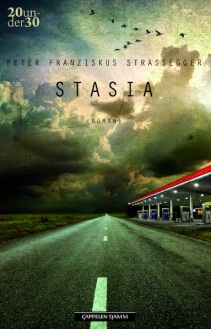 20un-
der30
PETER FRANZISKUS STRASSEGGER
STASIA
[ROMAN]
CAPPELEN DAMM